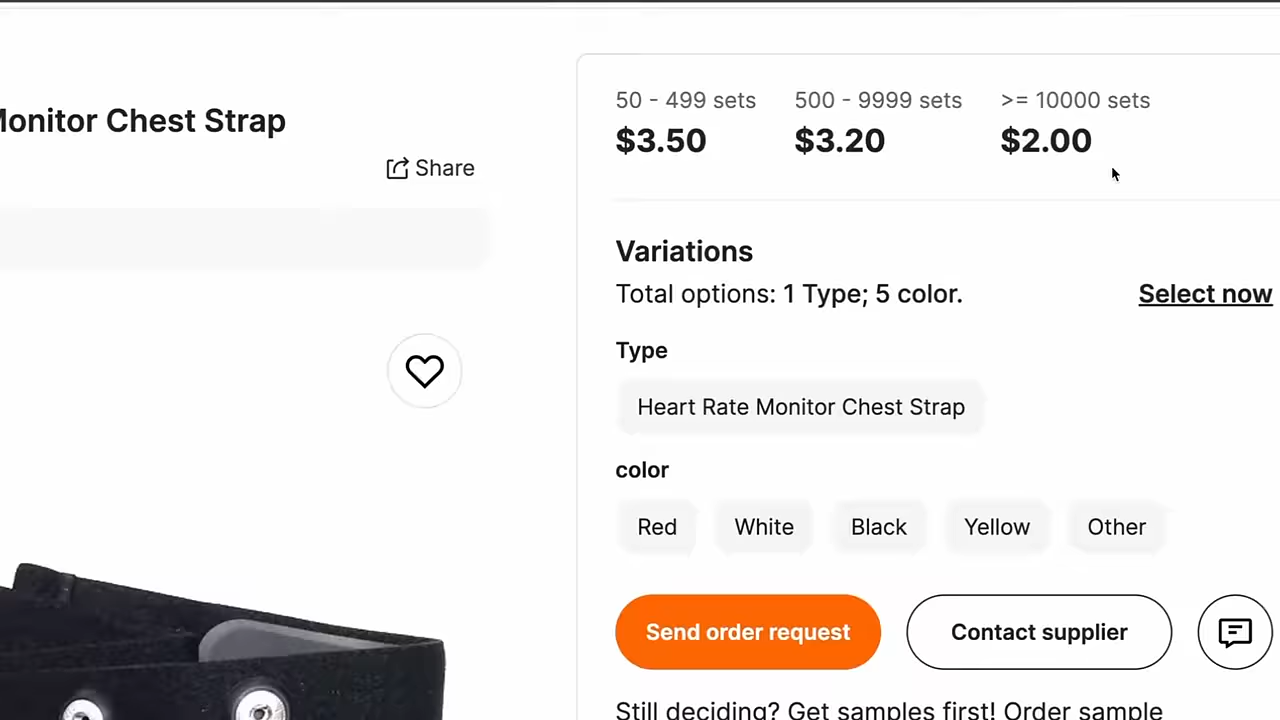 Monitor Chest Strap
Share
50 - 499 sets 500 - 9999 sets >= 10000 sets
$3.50 $3.20 $2.00
Variations
Total options: 1 Type; 5 color. Select now
Type
Heart Rate Monitor Chest Strap
color
Red White Black Yellow Other
Send order request Contact supplier
Still deciding? Get samples first! Order sample